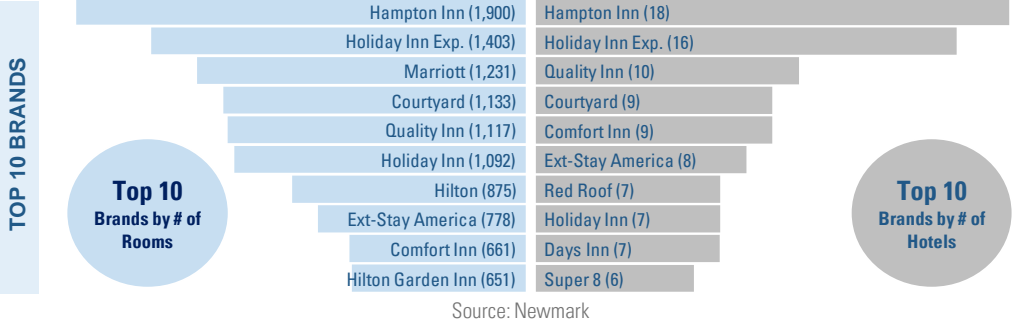 TOP 10 BRANDS
Hampton Inn (1,900)
Holiday Inn Exp. (1,403)
Marriott (1,231)
Courtyard (1,133)
Quality Inn (1,117)
Holiday Inn (1,092)
Hilton (875)
Ext-Stay America (778)
Comfort Inn (661)
Hilton Garden Inn (651)
Top 10
Brands by # of
Rooms
Hampton Inn (18)
Holiday Inn Exp. (16)
Quality Inn (10)
Courtyard (9)
Comfort Inn (9)
Ext-Stay America (8)
Red Roof (7)
Holiday Inn (7)
Days Inn (7)
Super 8 (6)
Top 10
Brands by # of
Hotels
Source: Newmark